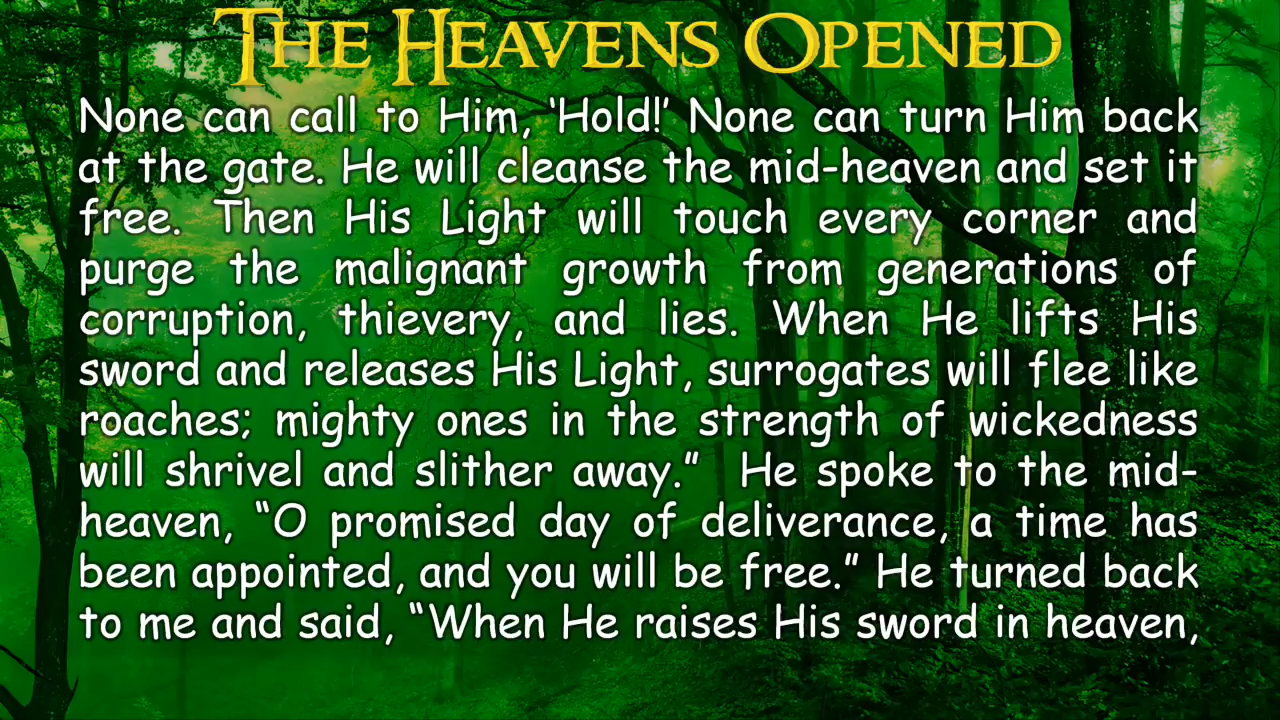 THE HEAVENS OPENED
None can call to Him, ‘Hold!’ None can turn Him back
at the gate. He will cleanse the mid-heaven and set it
free. Then His Light will touch every corner and
purge the malignant growth from generations of
corruption, thievery, and lies. When He lifts His
sword and releases His Light, surrogates will flee like
roaches; mighty ones in the strength of wickedness
will shrivel and slither away.” He spoke to the mid-
heaven, “O promised day of deliverance, a time has
been appointed, and you will be free.” He turned back
to me and said, “When He raises His sword in heaven,